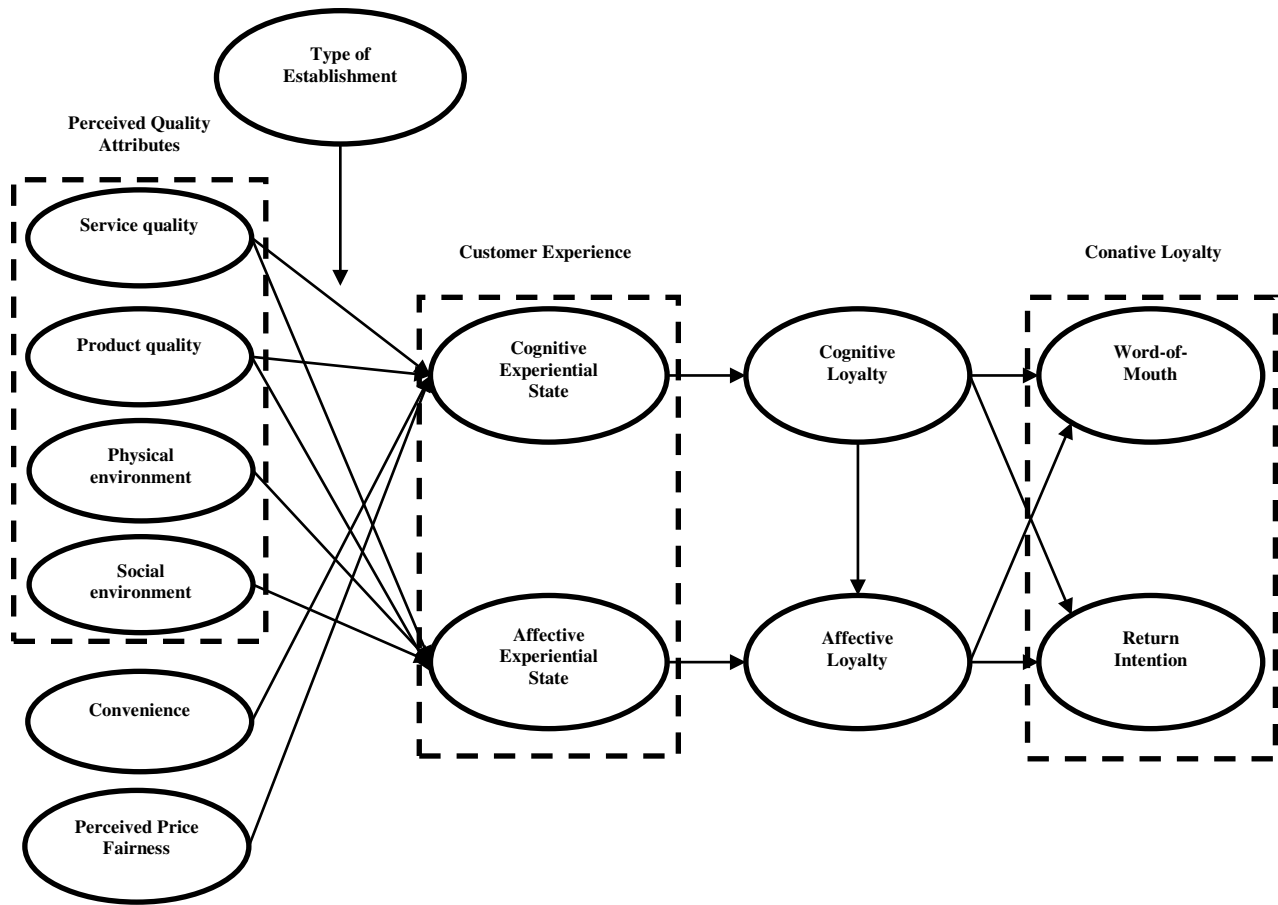 Type of
Establishment
Perceived Quality
Attributes
Service quality
Product quality
Physical
environment
Social
environment
Convenience
Perceived Price
Fairness
Customer Experience
Cognitive
Experiential
State
Affective
Experiential
State
Cognitive
Loyalty
Affective
Loyalty
Conative Loyalty
Word-of-
Mouth
Return
Intention